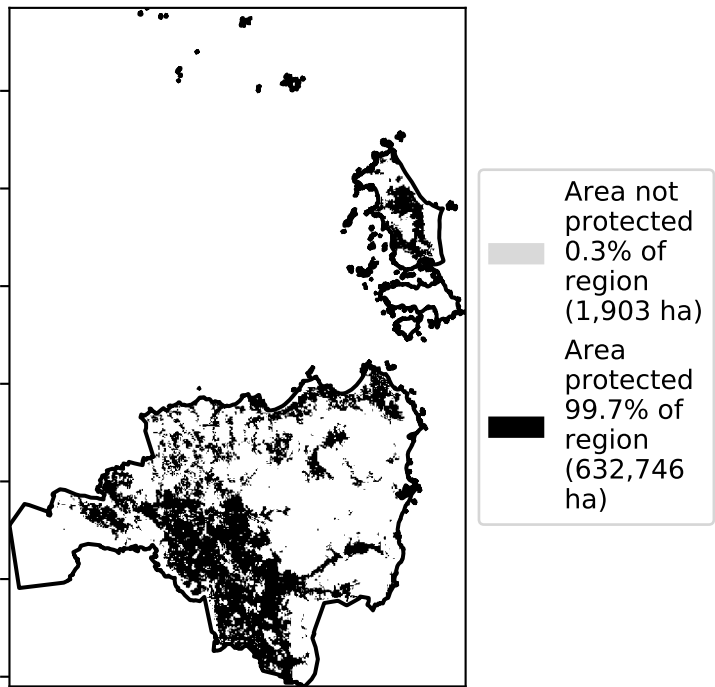 Area not
protected
0.3% of
region
(1,903 ha)
Area
protected
99.7% of
region
(632,746
ha)